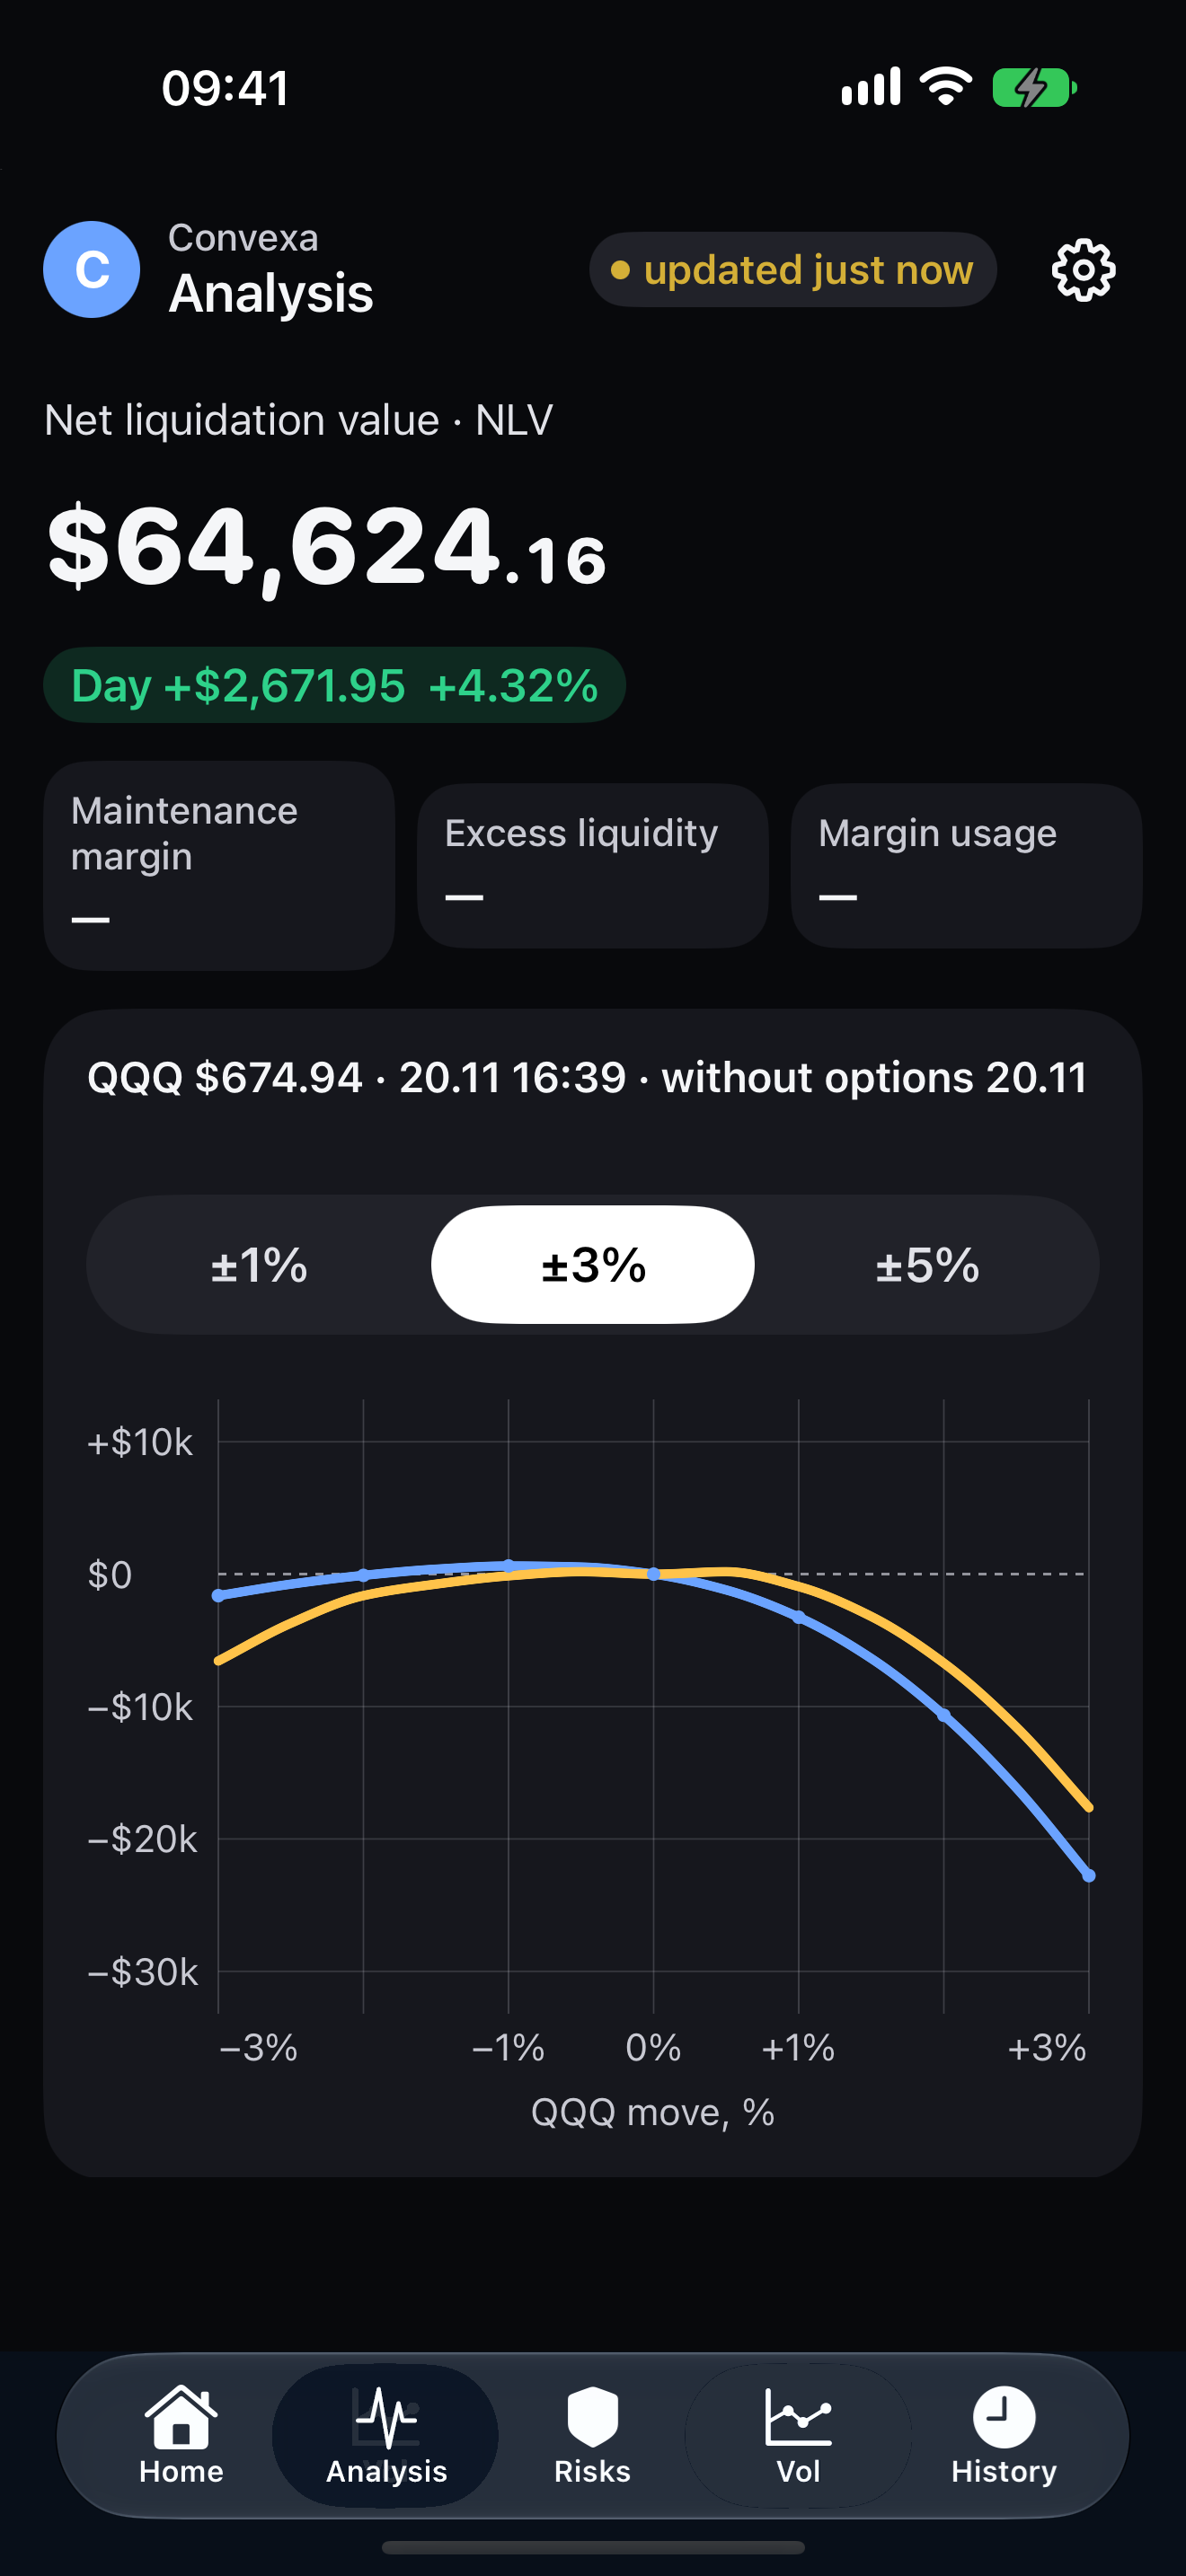 09:41
C
Convexa
Analysis
updated just now
Net liquidation value · NLV
$64,624.16
Day +$2,671.95 +4.32%
Maintenance
margin
—
Excess liquidity
—
Margin usage
—
QQQ $674.94 · 20.11 16:39 · without options 20.11
±1%
±3%
±5%
+$10k
$0
−$10k
−$20k
−$30k
−3%
−1%
0%
+1%
+3%
QQQ move, %
Home
Analysis
Risks
Vol
History